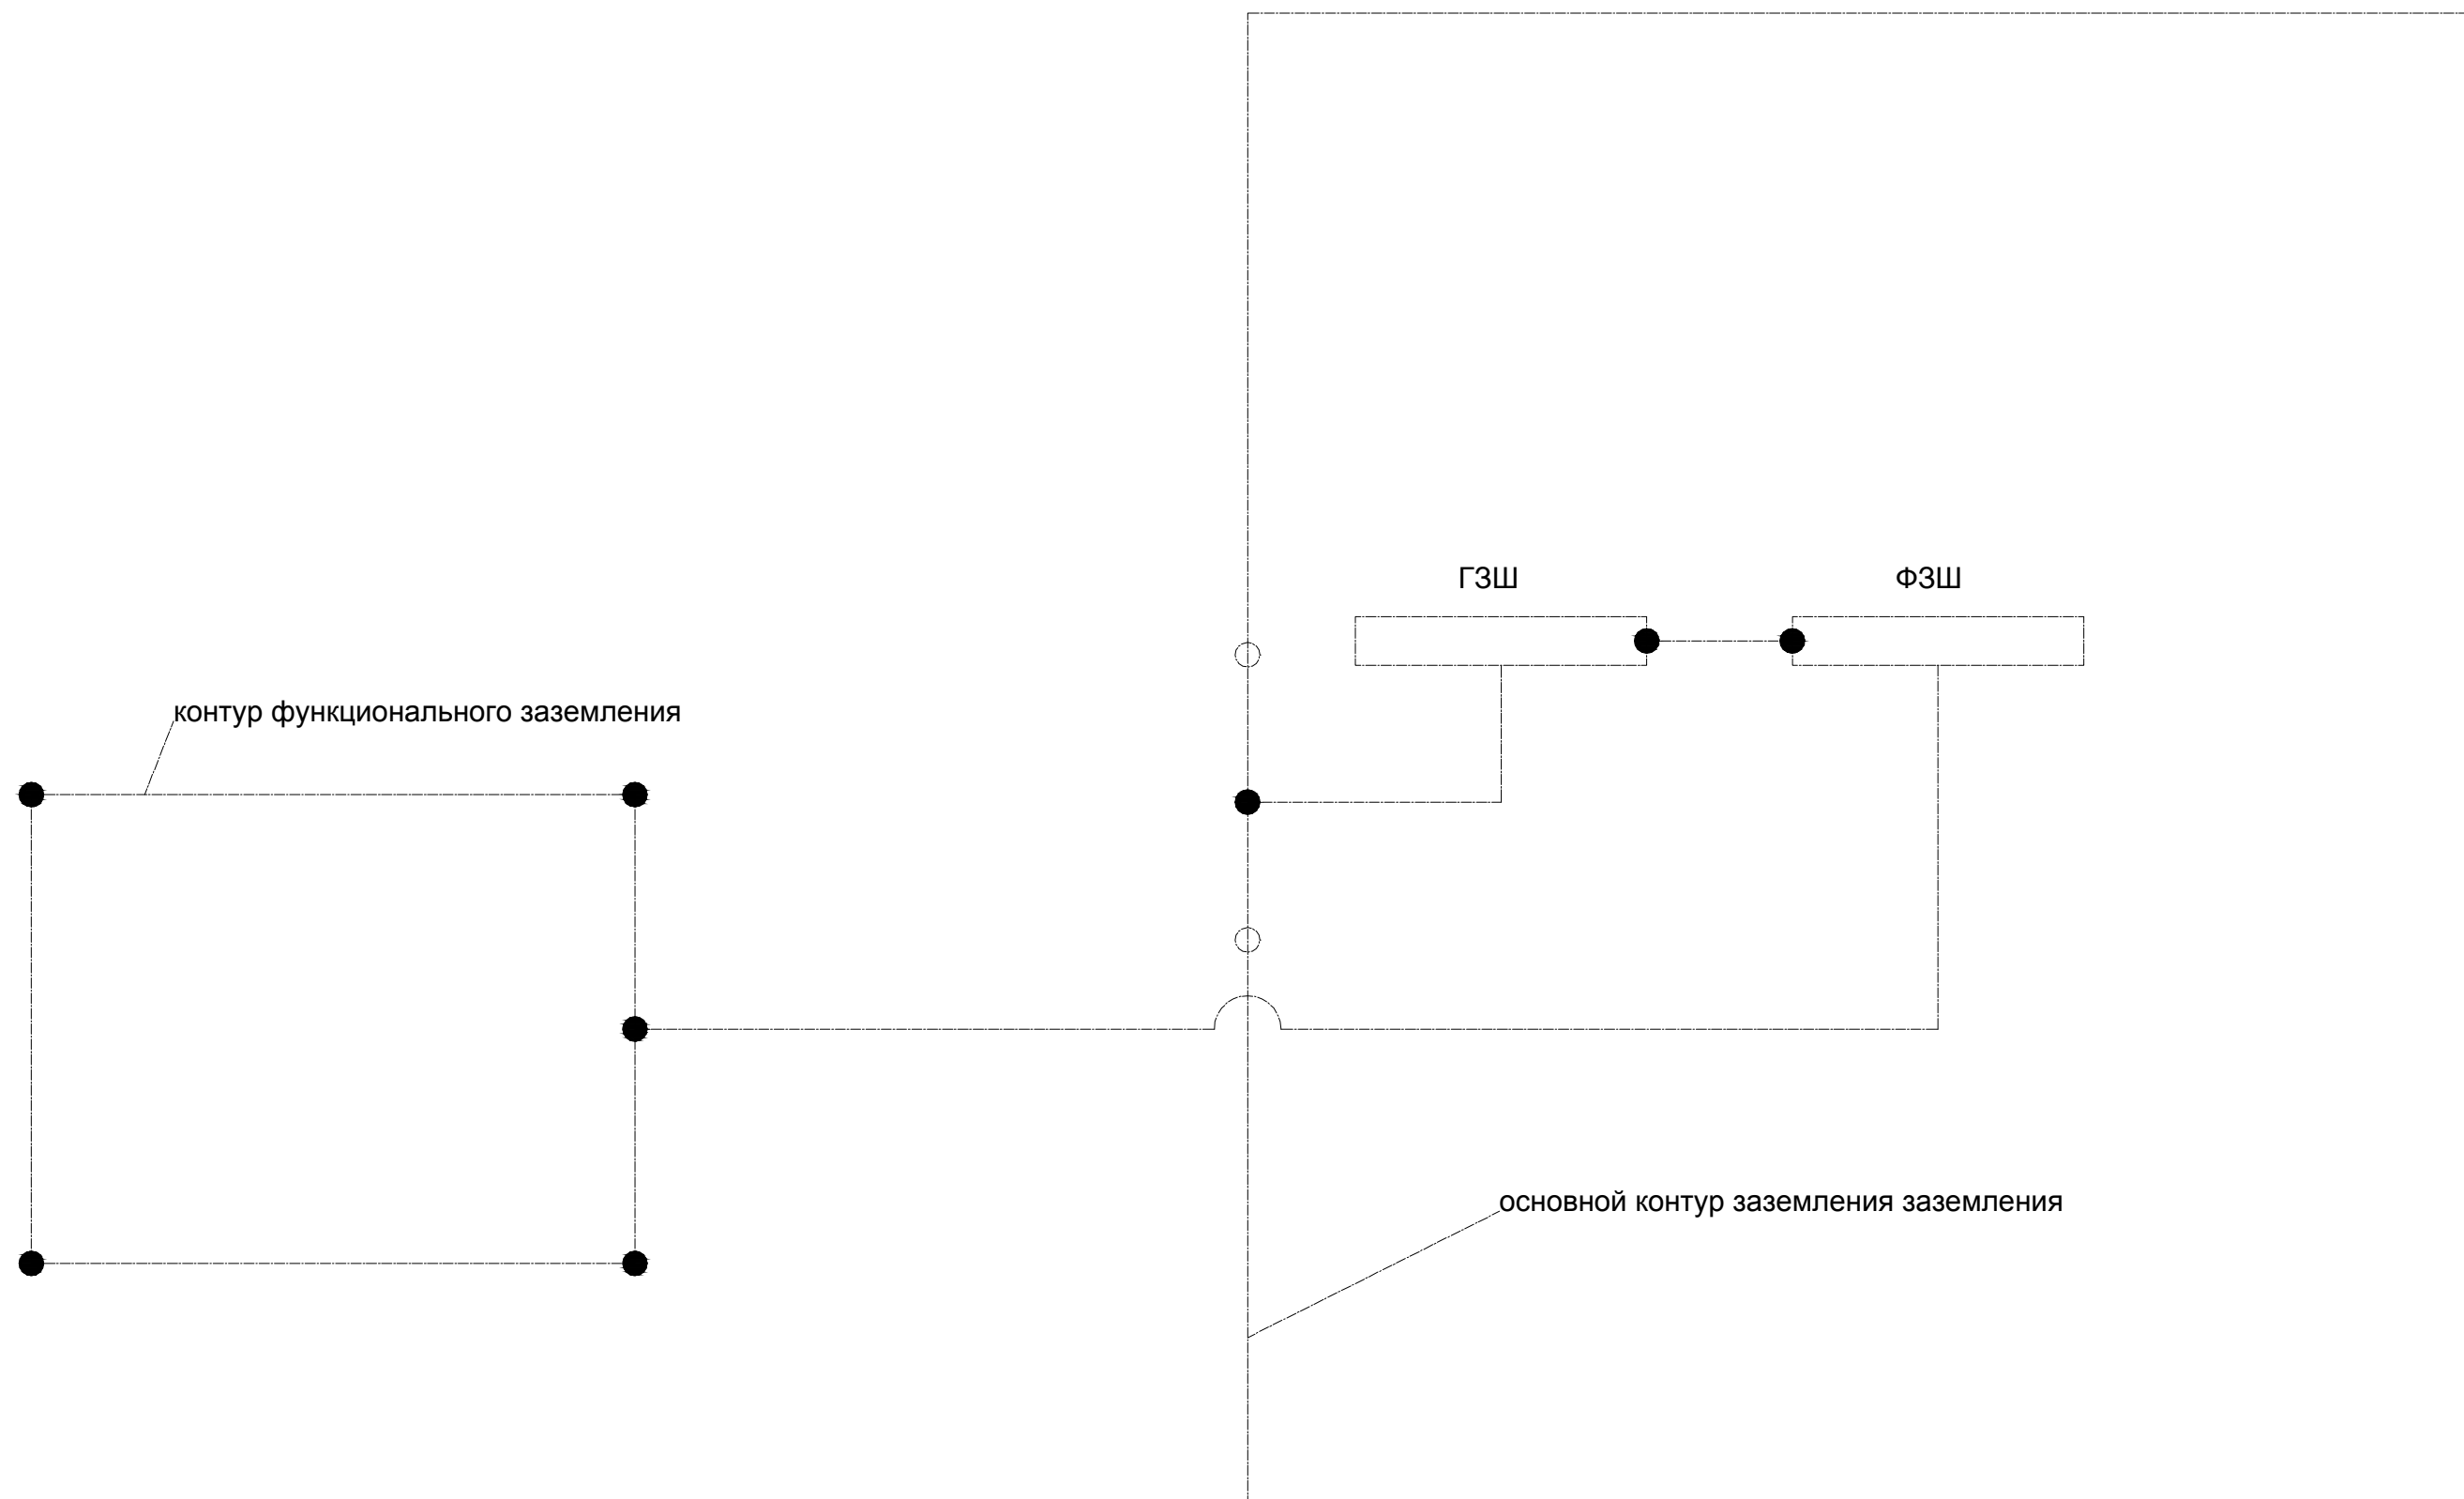 ГЗШ
ФЗШ
контур функционального заземления
основной контур заземления заземления